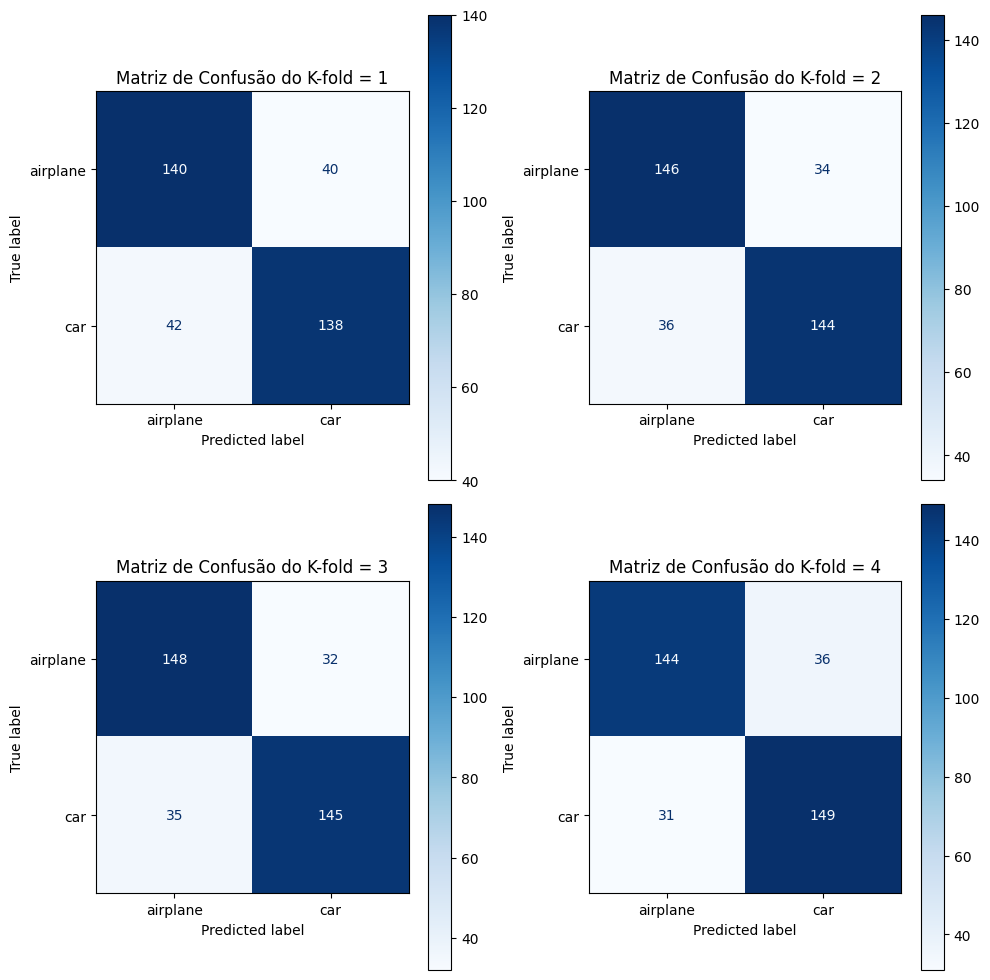 Matriz de Confusão do K-fold = 1
True label
airplane
car
140
40
42
138
airplane
car
Predicted label
140
120
100
80
60
40
Matriz de Confusão do K-fold = 2
True label
airplane
car
146
34
36
144
airplane
car
Predicted label
140
120
100
80
60
40
Matriz de Confusão do K-fold = 3
True label
airplane
car
148
32
35
145
airplane
car
Predicted label
140
120
100
80
60
40
Matriz de Confusão do K-fold = 4
True label
airplane
car
144
36
31
149
airplane
car
Predicted label
140
120
100
80
60
40